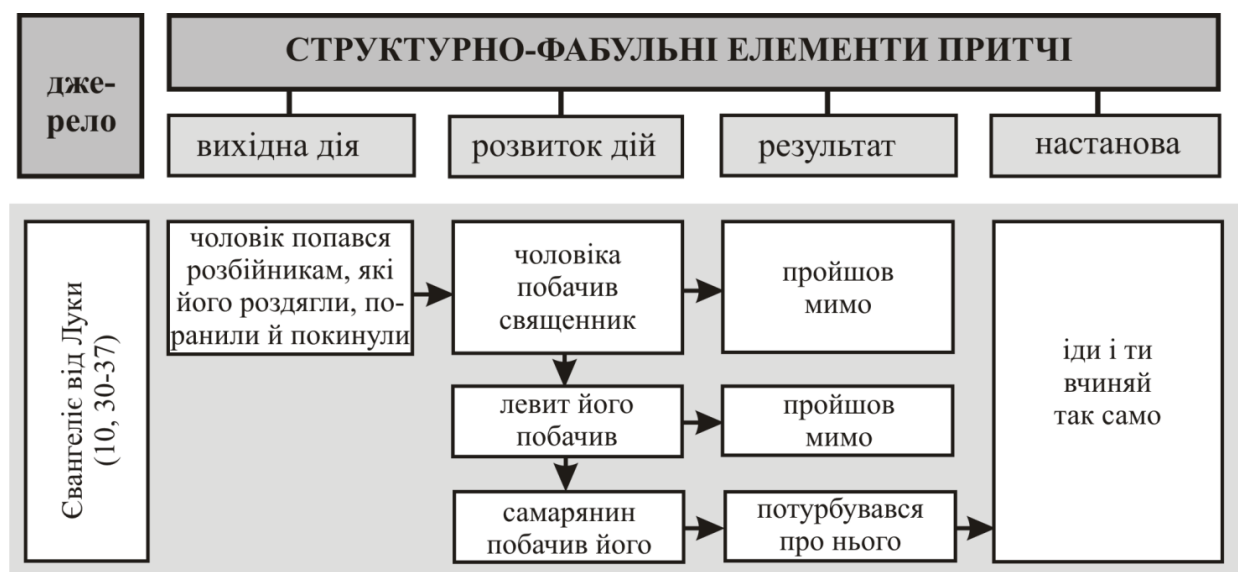 дже-
рело
СТРУКТУРНО-ФАБУЛЬНІ ЕЛЕМЕНТИ ПРИТЧІ
вихідна дія
розвиток дій
результат
настанова
Євангеліє від Луки
(10, 30-37)
чоловік попався
розбійникам, які
його роздягли, по-
ранили й покинули
чоловіка
побачив
священник
пройшов
мимо
левит його
побачив
пройшов
мимо
самарянин
побачив його
потурбувався
про нього
іди і ти
вчиняй
так само